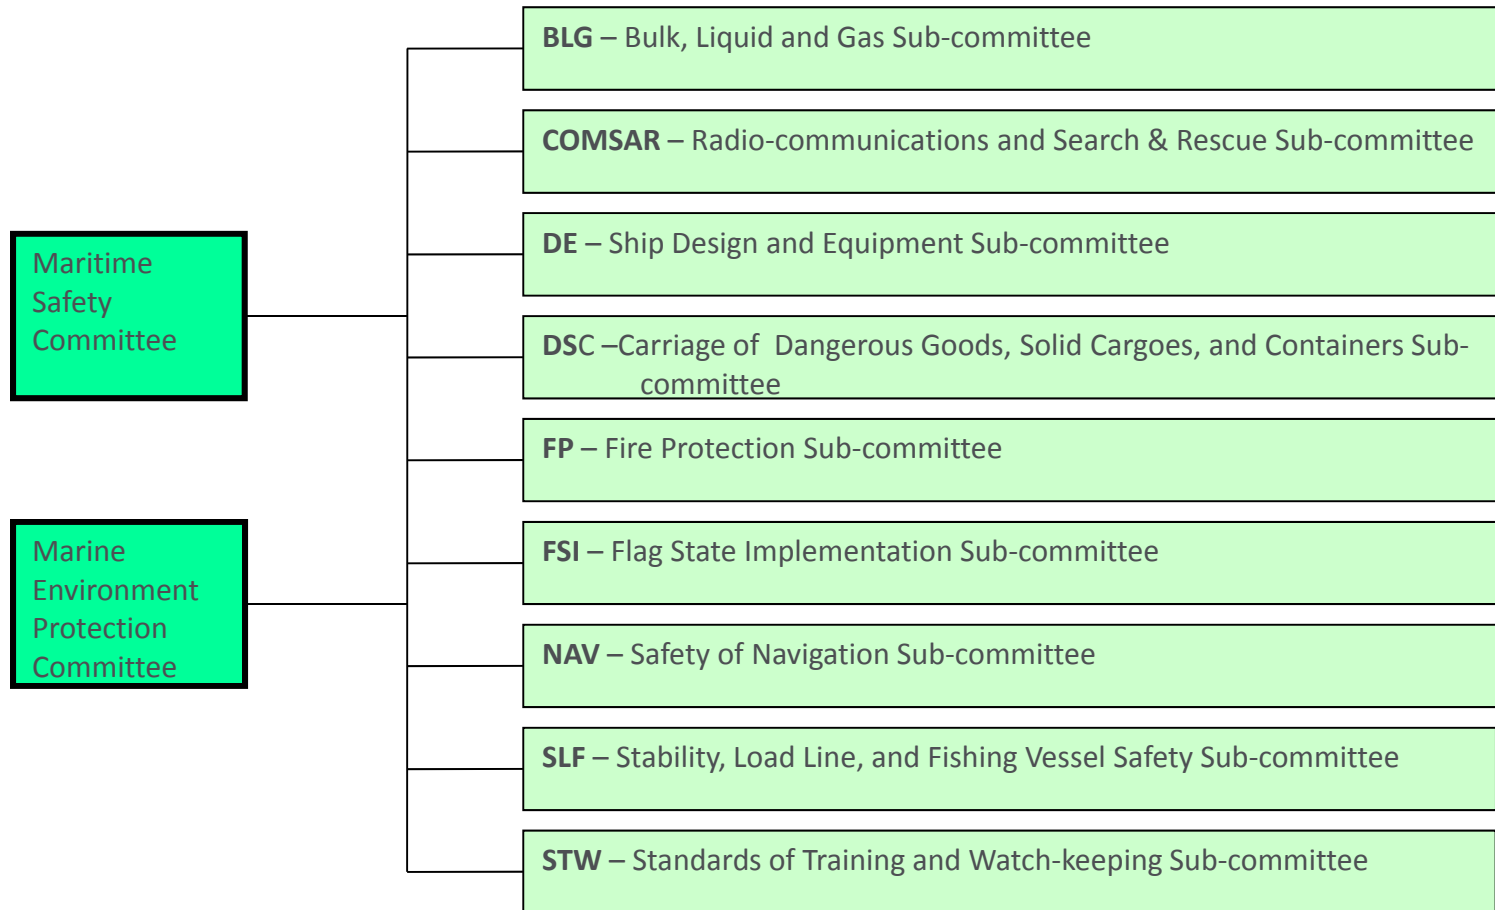 BLG – Bulk, Liquid and Gas Sub-committee
COMSAR – Radio-communications and Search & Rescue Sub-committee
DE – Ship Design and Equipment Sub-committee
Maritime
Safety
Committee
DSC –Carriage of  Dangerous Goods, Solid Cargoes, and Containers Sub-
committee
FP – Fire Protection Sub-committee
FSI – Flag State Implementation Sub-committee
Marine
Environment
Protection
Committee
NAV – Safety of Navigation Sub-committee
SLF – Stability, Load Line, and Fishing Vessel Safety Sub-committee
STW – Standards of Training and Watch-keeping Sub-committee